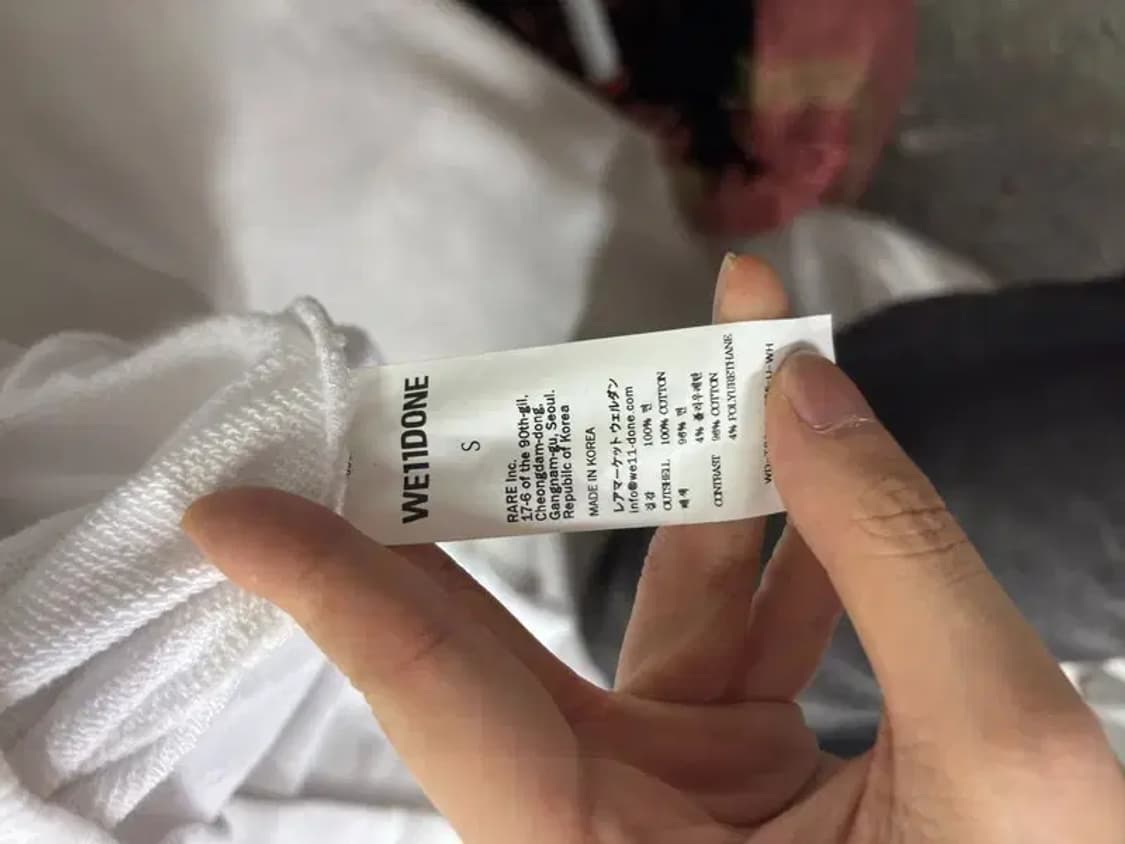 WE11DONE
S
RARE Inc.
17-6 of the 90th-gil,
Cheongdam-dong,
Gangnam-gu, Seoul.
Republic of Korea
MADE IN KOREA
レアマーケット ウェルダン
info@we11-done.com
겉감 100% 면
OUTSHELL 100% COTTON
배색 96% 면
4% 폴리우레탄
CONTRAST 96% COTTON
4% POLYURETHANE